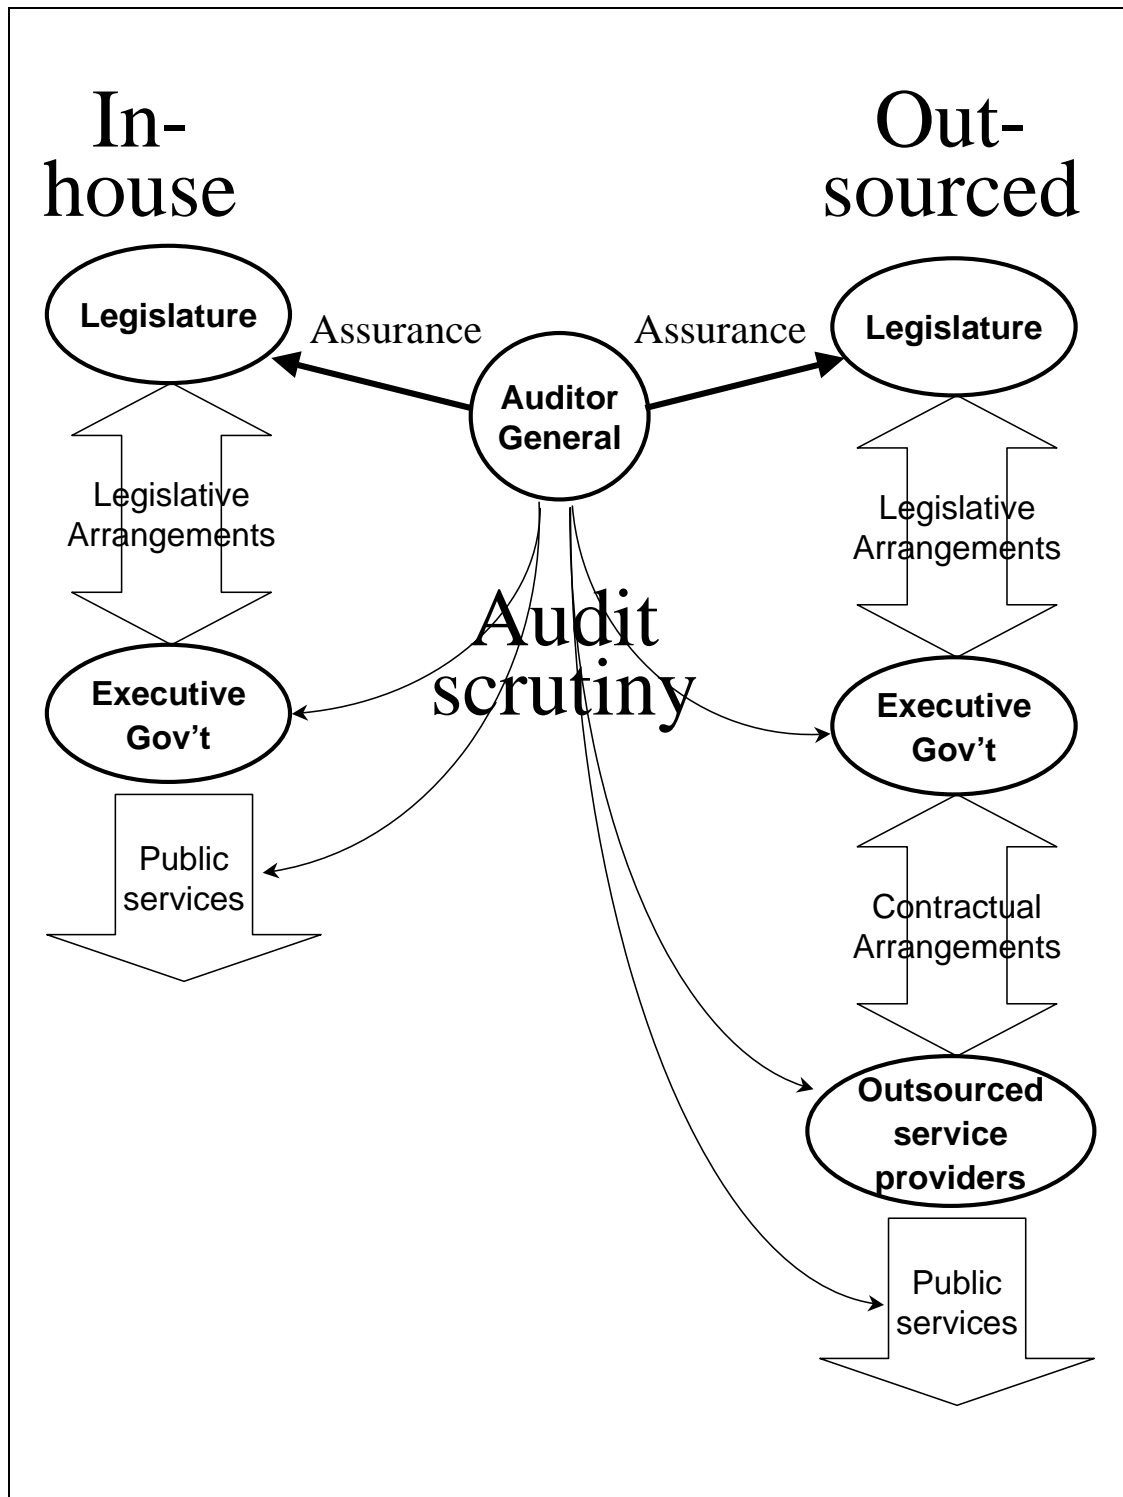 In-
house
Out-
sourced
Legislature
Assurance
Auditor
General
Assurance
Legislature
Legislative
Arrangements
Legislative
Arrangements
Audit
scrutiny
Executive
Gov’t
Executive
Gov’t
Public
services
Contractual
Arrangements
Outsourced
service
providers
Public
services